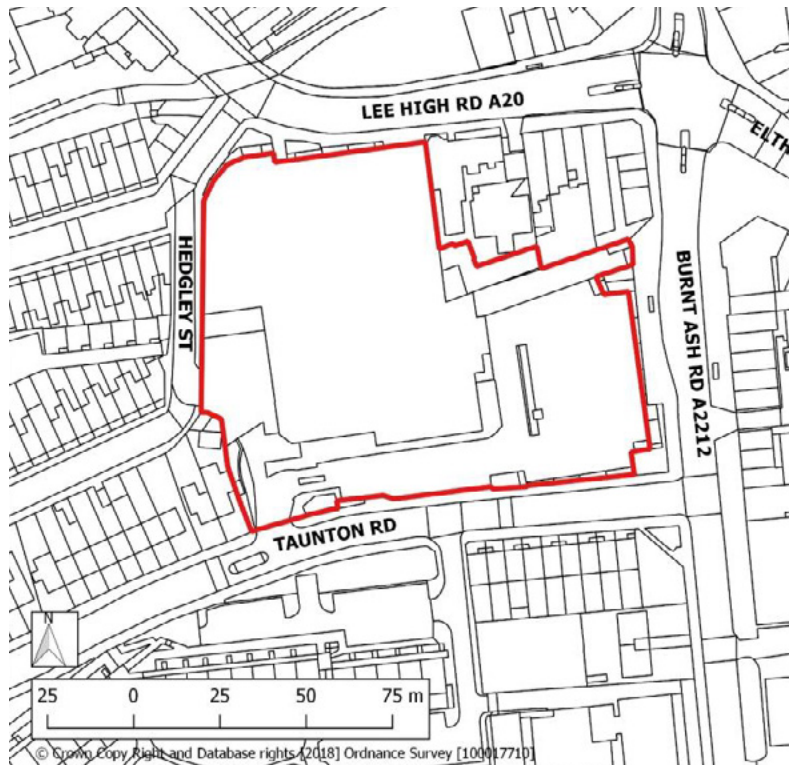 LEE HIGH RD A20
HEDGLEY ST
BURNT ASH RD A2212
TAUNTON RD
N
25 0 25 50 75 m
© Crown Copy Right and Database rights [2018] Ordnance Survey [100017710]